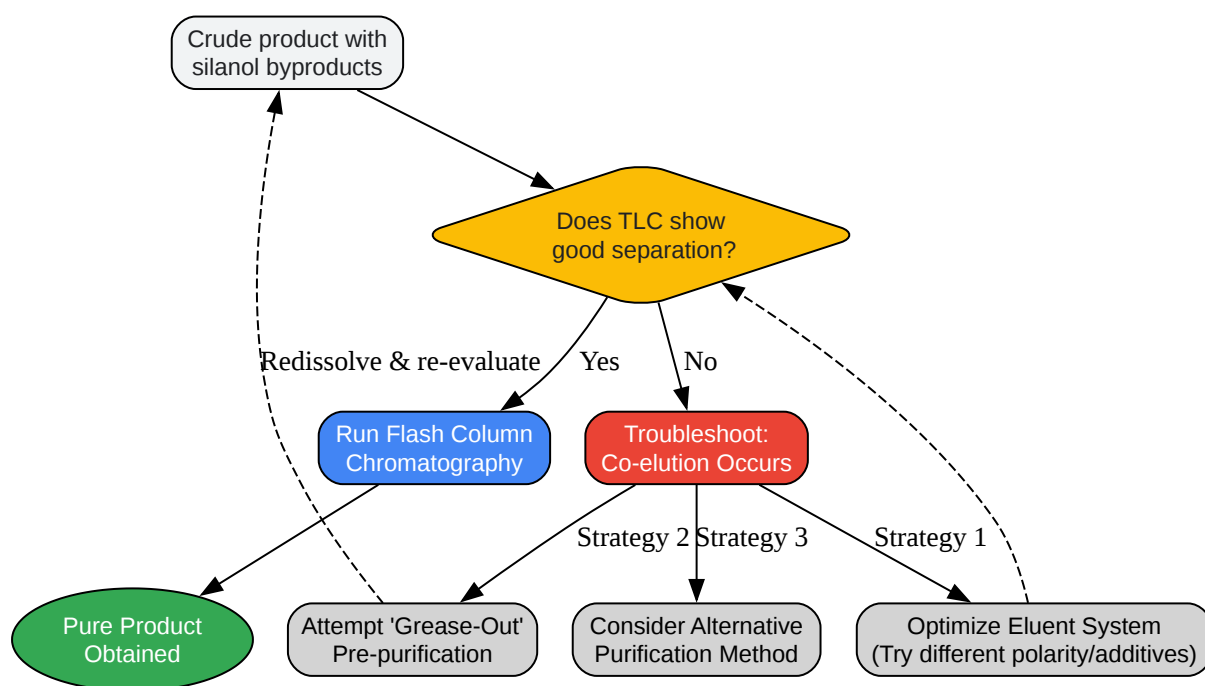 Crude product with
silanol byproducts
Does TLC show
good separation?
Redissolve & re-evaluate
Yes
No
Run Flash Column
Chromatography
Troubleshoot:
Co-elution Occurs
Strategy 2
Strategy 3
Strategy 1
Pure Product
Obtained
Attempt 'Grease-Out'
Pre-purification
Consider Alternative
Purification Method
Optimize Eluent System
(Try different polarity/additives)